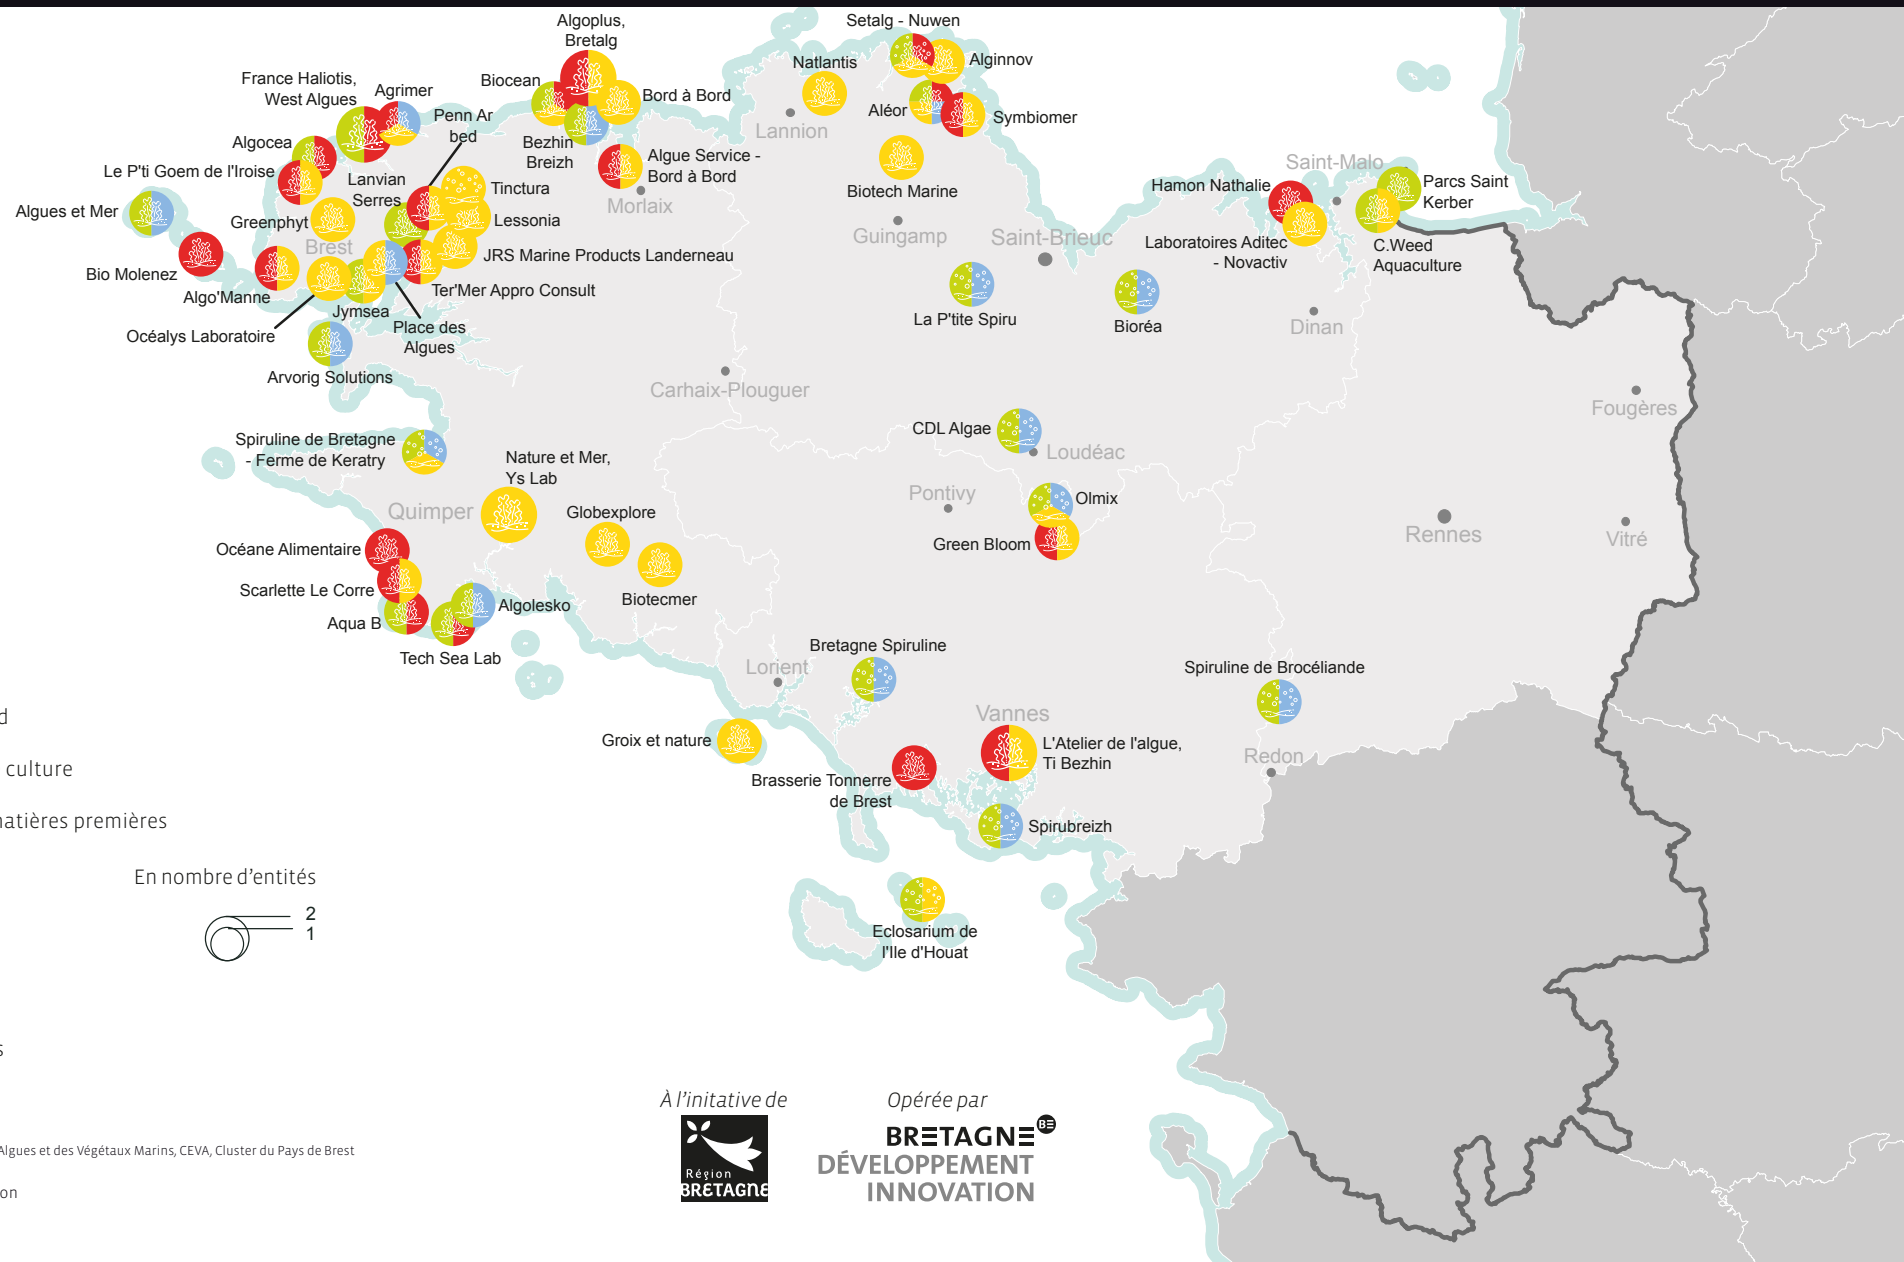 Algoplus,
Bretalg
Setalg - Nuwen
Natlantis
Alginnov
France Haliotis,
West Algues
Agrimer
Biocean
Bord à Bord
Aléor
Symbiomer
Penn Ar
bed
Lannion
Algocea
Bezhin
Breizh
Algue Service -
Bord à Bord
Le P'ti Goem de l'Iroise
Lanvian
Serres
Tinctura
Morlaix
Biotech Marine
Saint-Malo
Hamon Nathalie
Parcs Saint
Kerber
Algues et Mer
Greenphyt
Lessonia
Guingamp
Saint-Brieuc
Brest
Laboratoires Aditec
- Novactiv
C.Weed
Aquaculture
JRS Marine Products Landerneau
Bio Molenez
Algo'Manne
Ter'Mer Appro Consult
Jymsea
Océalys Laboratoire
Place des
Algues
La P'tite Spiru
Bioréa
Dinan
Arvorig Solutions
Carhaix-Plouguer
Fougères
Spiruline de Bretagne
- Ferme de Keratry
CDL Algae
Loudéac
Nature et Mer,
Ys Lab
Pontivy
Olmix
Quimper
Globexplore
Rennes
Vitré
Océane Alimentaire
Green Bloom
Scarlette Le Corre
Biotecmer
Algolesko
Aqua B
Tech Sea Lab
Bretagne Spiruline
Lorient
Spiruline de Brocéliande
Vannes
Groix et nature
L'Atelier de l'algue,
Ti Bezhin
Redon
Brasserie Tonnerre
de Brest
Spirubreizh
Eclosarium de
l'Ile d'Houat
d
culture
matières premières
En nombre d'entités
2
1
s
À l'initative de
Région
BRETAGNE
Opérée par
BRETAGNE
BE
DÉVELOPPEMENT
INNOVATION
Algues et des Végétaux Marins, CEVA, Cluster du Pays de Brest
on